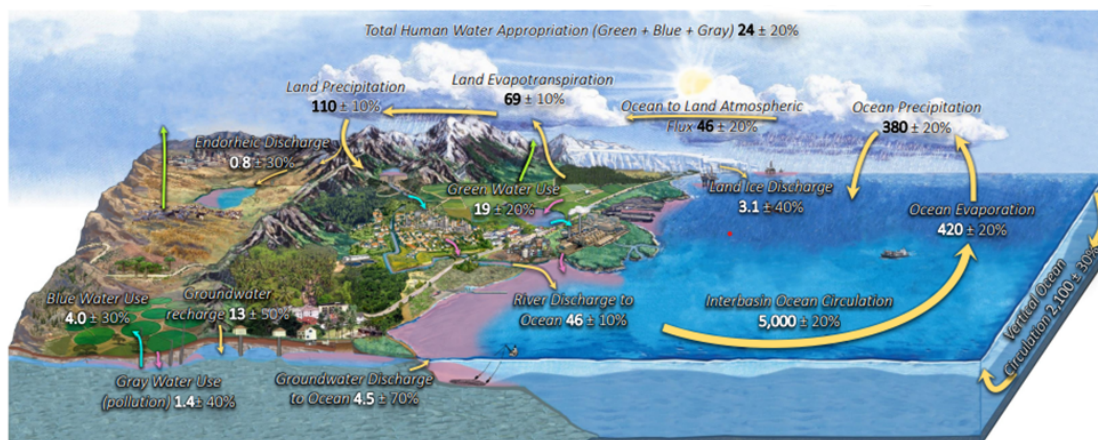 Total Human Water Appropriation (Green + Blue + Gray) 24 ± 20%
Land Evapotranspiration
69 ± 10%
Land Precipitation
110 ± 10%
Ocean to Land Atmospheric
Flux 46 ± 20%
Ocean Precipitation
380 ± 20%
Endorheic Discharge
0.8 ± 30%
Green Water Use
19 ± 20%
Land Ice Discharge
3.1 ± 40%
Ocean Evaporation
420 ± 20%
Blue Water Use
4.0 ± 30%
Groundwater
recharge 13 ± 50%
River Discharge to
Ocean 46 ± 10%
Interbasin Ocean Circulation
5,000 ± 20%
Vertical Ocean
Circulation 2,100 ± 30%
Gray Water Use
(pollution) 1.4 ± 40%
Groundwater Discharge
to Ocean 4.5 ± 70%